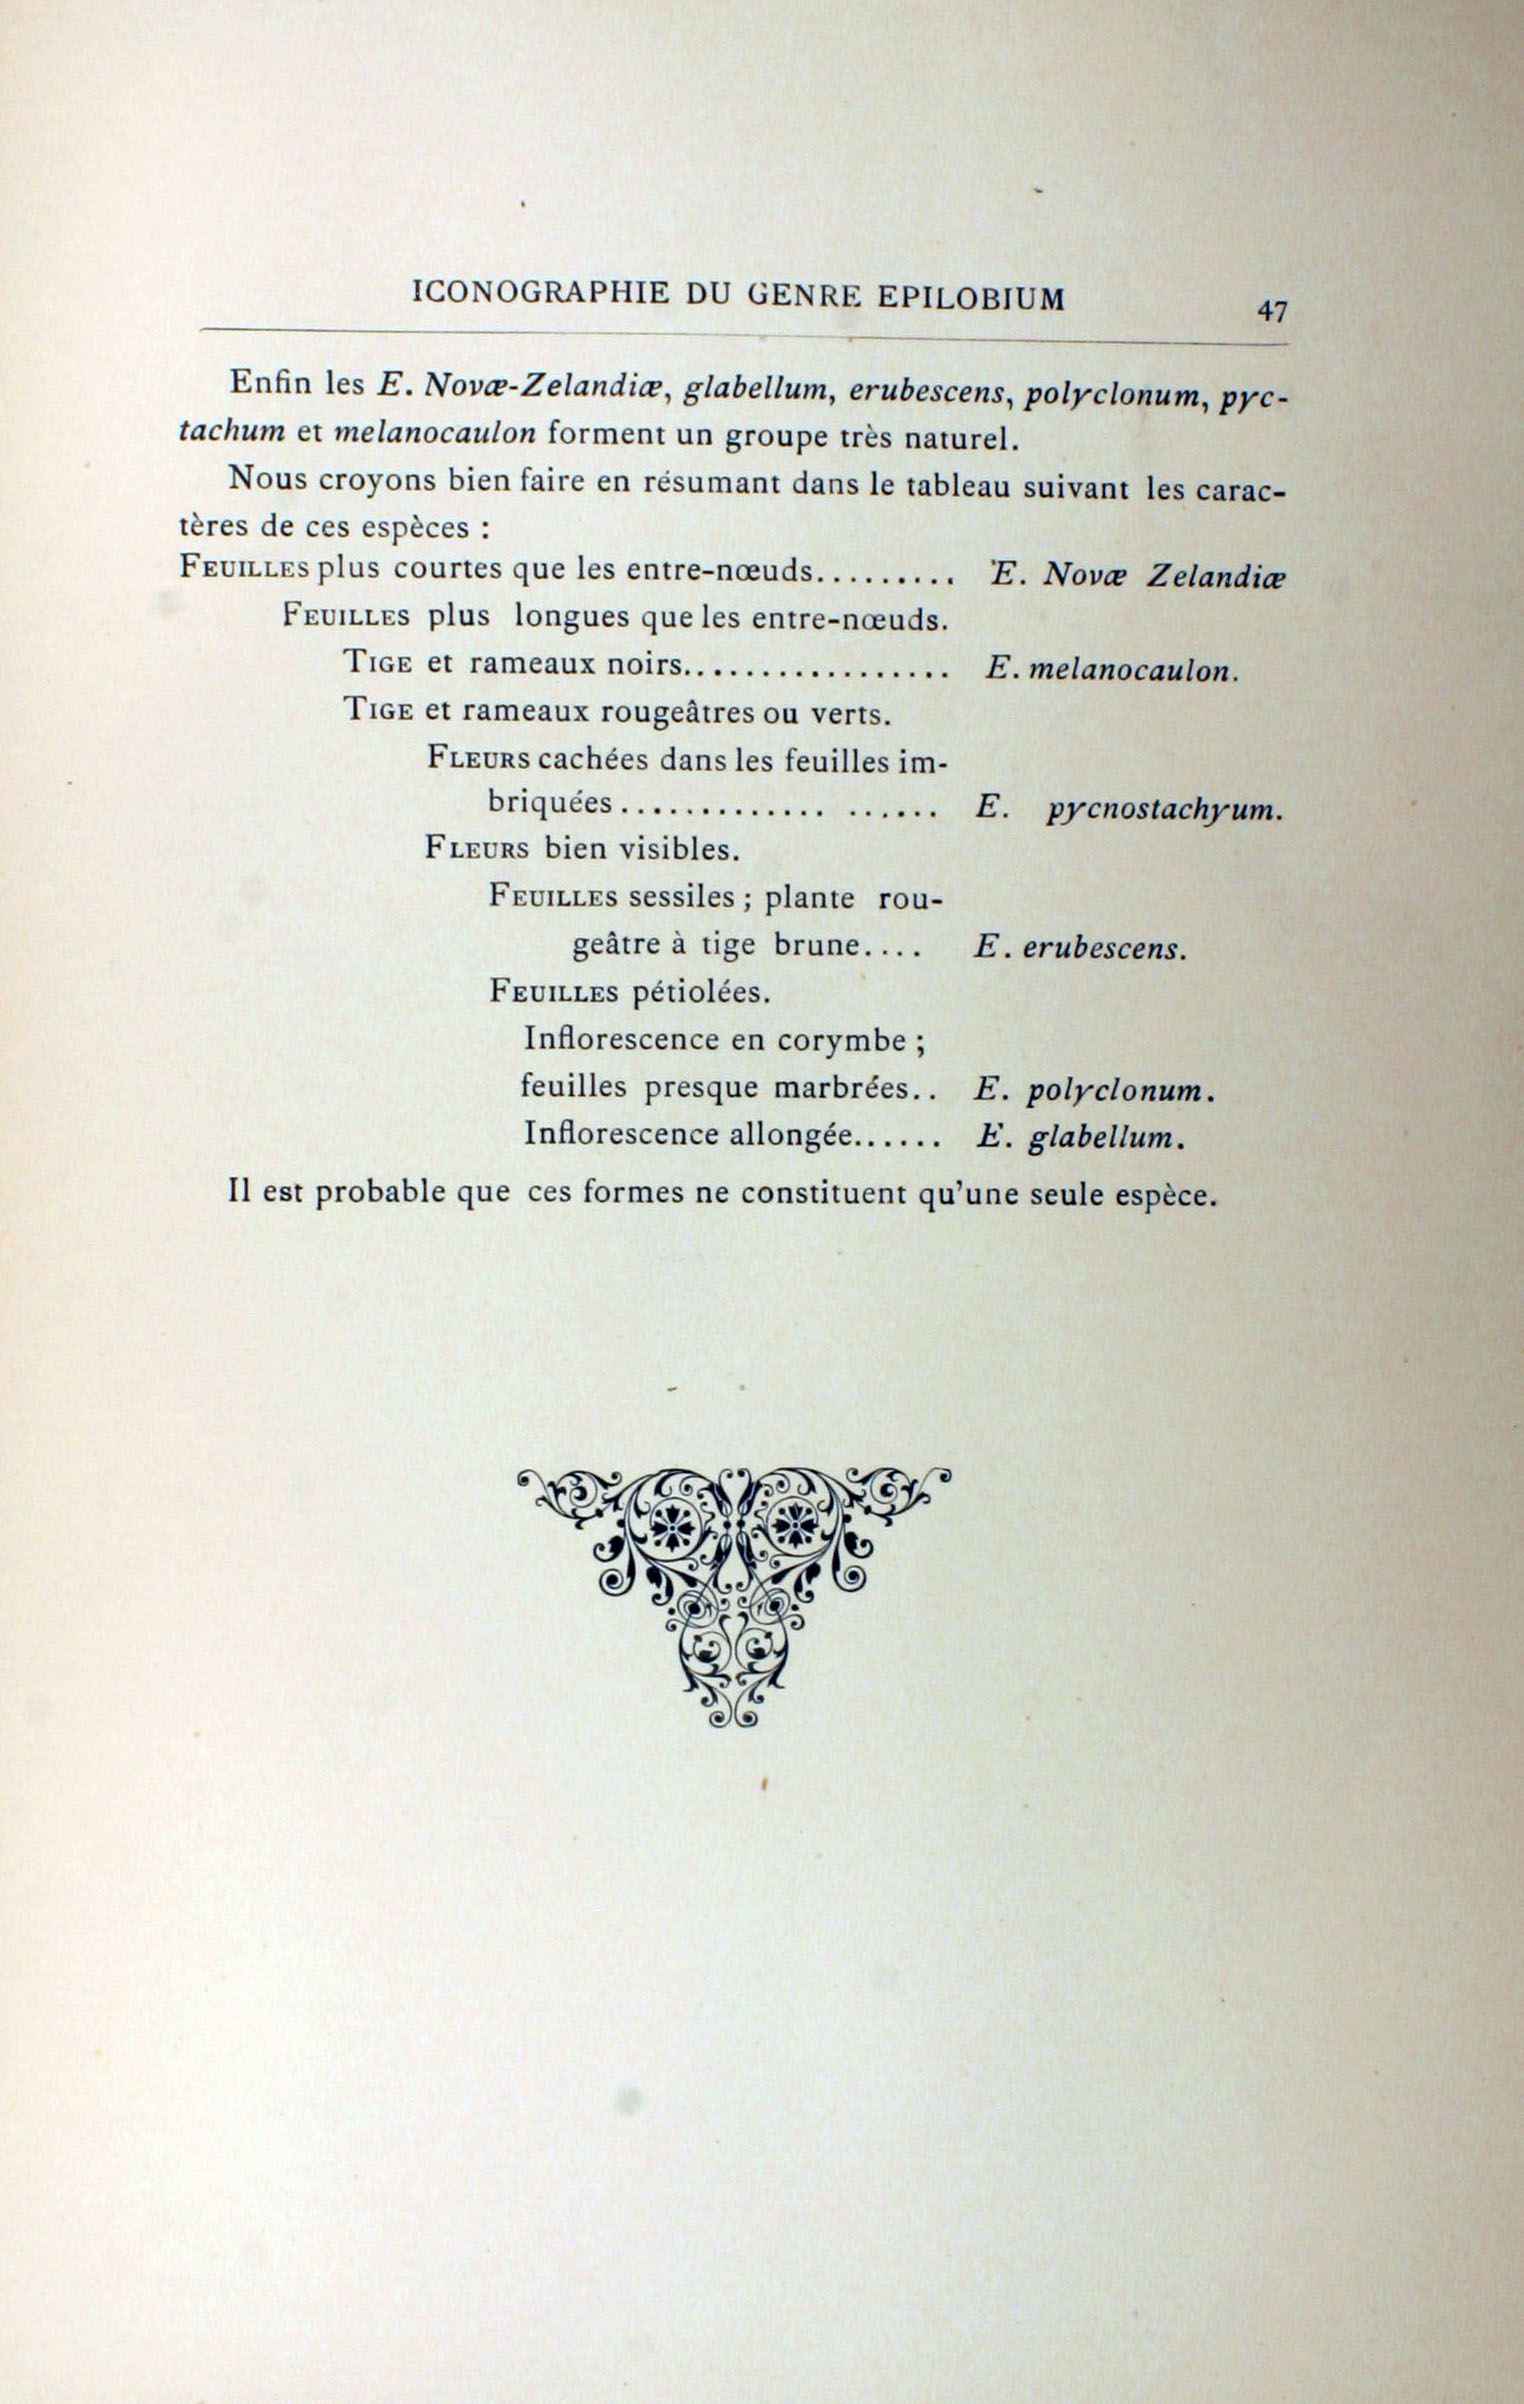 ICONOGRAPHIE DU GENRE EPILOBIUM 47
Enfin les E. Novæ-Zelandiæ, glabellum, erubescens, polyclonum, pyc-
tachum et melanocaulon forment un groupe très naturel.
Nous croyons bien faire en résumant dans le tableau suivant les carac-
tères de ces espèces :
FEUILLES plus courtes que les entre-nœuds......... E. Novæ Zelandiæ
FEUILLES plus longues que les entre-nœuds.
TIGE et rameaux noirs................. E. melanocaulon.
TIGE et rameaux rougeâtres ou verts.
FLEURS cachées dans les feuilles im-
briquées............. ...... E. pycnostachyum.
FLEURS bien visibles.
FEUILLES sessiles ; plante rou-
geâtre à tige brune.... E. erubescens.
FEUILLES pétiolées.
Inflorescence en corymbe ;
feuilles presque marbrées.. E. polyclonum.
Inflorescence allongée...... E. glabellum.
Il est probable que ces formes ne constituent qu'une seule espèce.